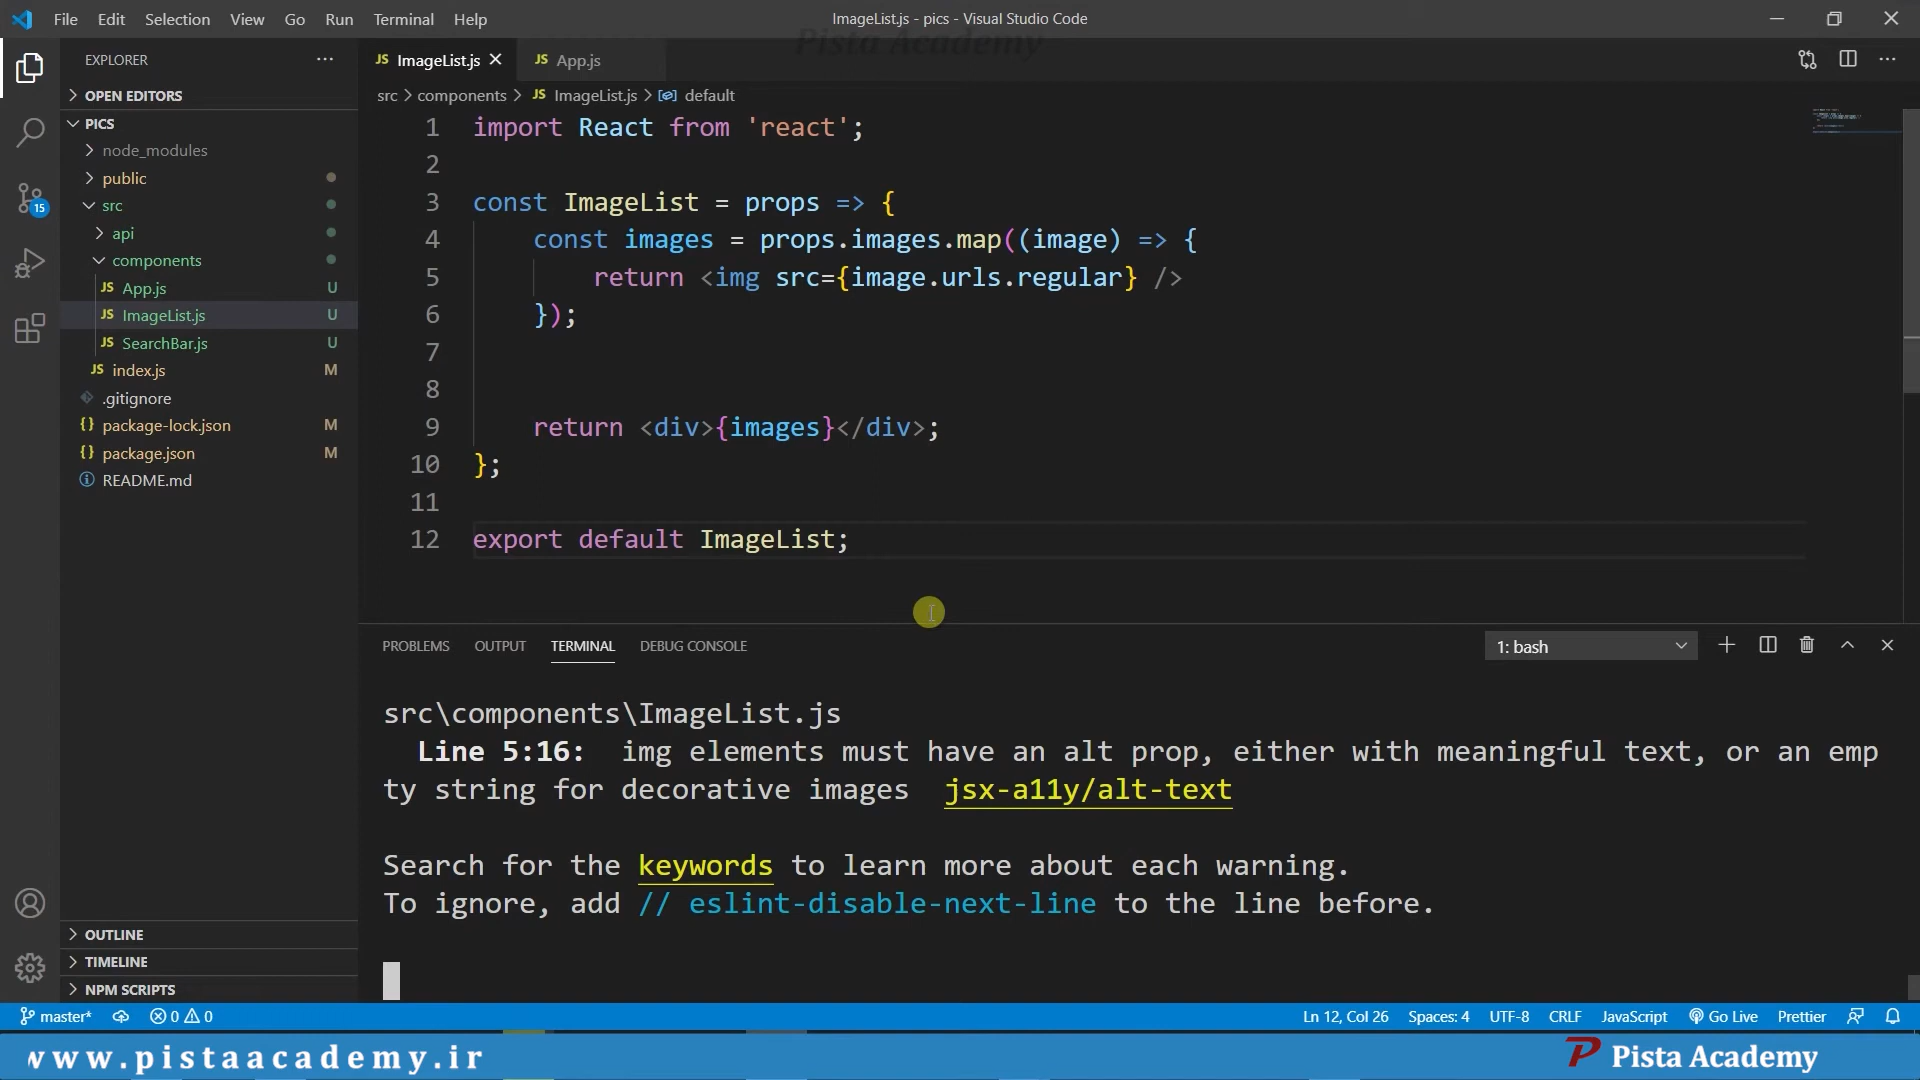 File Edit Selection View Go Run Terminal Help
ImageList.js - pics - Visual Studio Code
Pista Academy
EXPLORER
OPEN EDITORS
PICS
node_modules
public
src
api
components
JS App.js U
JS ImageList.js U
JS SearchBar.js U
JS index.js M
.gitignore
{} package-lock.json M
{} package.json M
README.md
OUTLINE
TIMELINE
NPM SCRIPTS
15
JS ImageList.js
JS App.js
src > components > JS ImageList.js > default
1 import React from 'react';
2
3 const ImageList = props => {
4 const images = props.images.map((image) => {
5 return <img src={image.urls.regular} />
6 });
7
8
9 return <div>{images}</div>;
10 };
11
12 export default ImageList;
PROBLEMS OUTPUT TERMINAL DEBUG CONSOLE
1: bash
src\components\ImageList.js
Line 5:16: img elements must have an alt prop, either with meaningful text, or an emp
ty string for decorative images jsx-a11y/alt-text
Search for the keywords to learn more about each warning.
To ignore, add // eslint-disable-next-line to the line before.
master* 0 0
Ln 12, Col 26 Spaces: 4 UTF-8 CRLF JavaScript Go Live Prettier
www.pistaacademy.ir
P Pista Academy